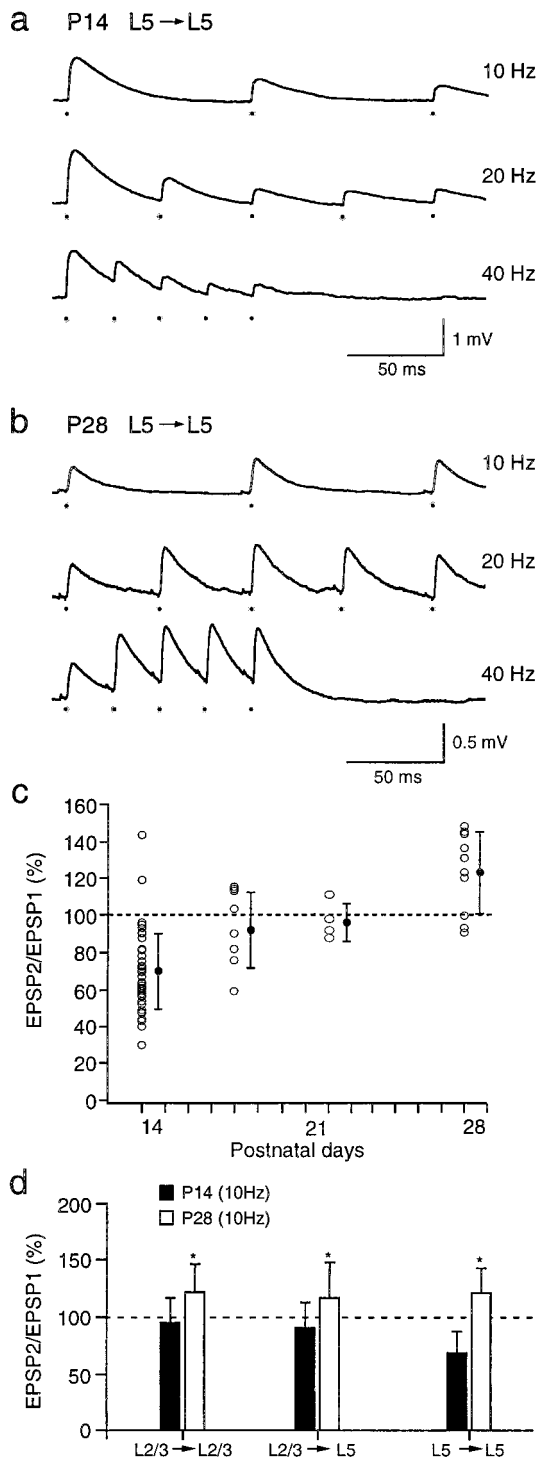 a P14 L5 → L5
10 Hz
20 Hz
40 Hz
1 mV
50 ms
b P28 L5 → L5
10 Hz
20 Hz
40 Hz
0.5 mV
50 ms
c
EPSP2/EPSP1 (%)
160
140
120
100
80
60
40
20
0
14 21 28
Postnatal days
d
P14 (10Hz)
P28 (10Hz)
EPSP2/EPSP1 (%)
200
150
100
50
0
* * *
L2/3 → L2/3 L2/3 → L5 L5 → L5